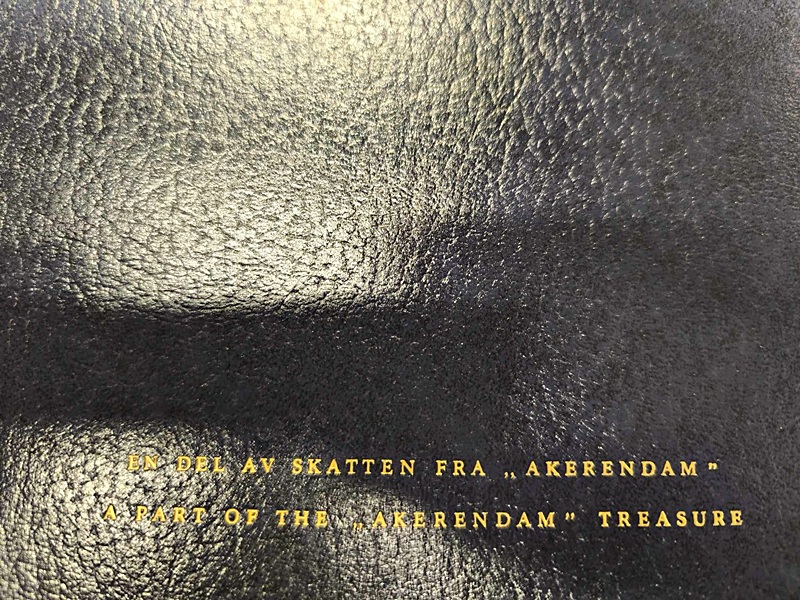 EN DEL AV SKATTEN FRA „AKERENDAM”
A PART OF THE „AKERENDAM” TREASURE